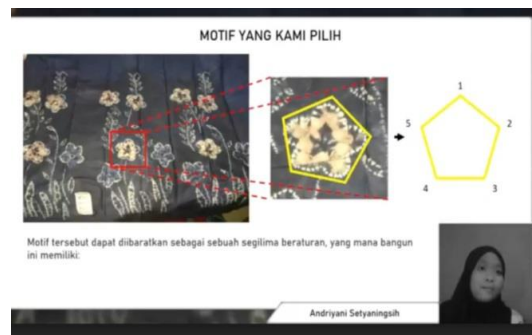 MOTIF YANG KAMI PILIH
1
5
2
4
3
Motif tersebut dapat diibaratkan sebagai sebuah segilima beraturan, yang mana bangun
ini memiliki:
Andriyani Setyaningsih